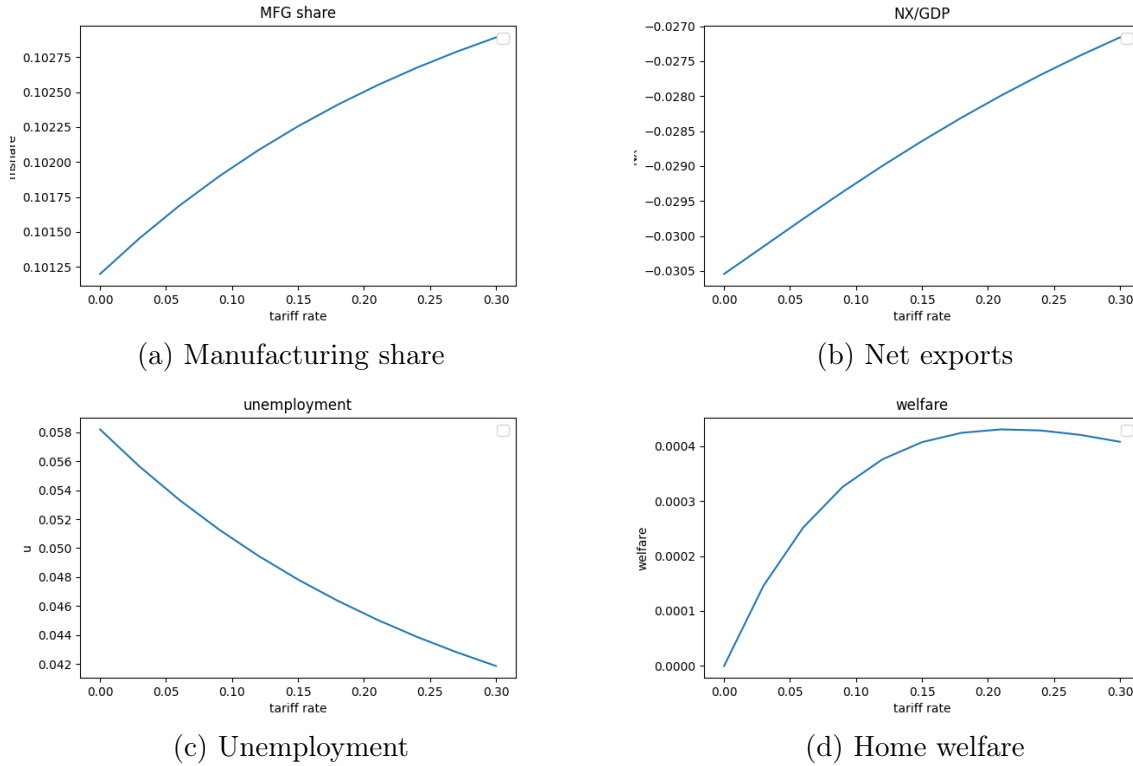 MFG share
0.10275
0.10250
0.10225
0.10200
0.10175
0.10150
0.10125
0.00 0.05 0.10 0.15 0.20 0.25 0.30
tariff rate
(a) Manufacturing share
NX/GDP
−0.0270
−0.0275
−0.0280
−0.0285
−0.0290
−0.0295
−0.0300
−0.0305
0.00 0.05 0.10 0.15 0.20 0.25 0.30
tariff rate
(b) Net exports
unemployment
0.058
0.056
0.054
0.052
0.050
0.048
0.046
0.044
0.042
u
0.00 0.05 0.10 0.15 0.20 0.25 0.30
tariff rate
(c) Unemployment
welfare
0.0004
0.0003
0.0002
0.0001
0.0000
welfare
0.00 0.05 0.10 0.15 0.20 0.25 0.30
tariff rate
(d) Home welfare